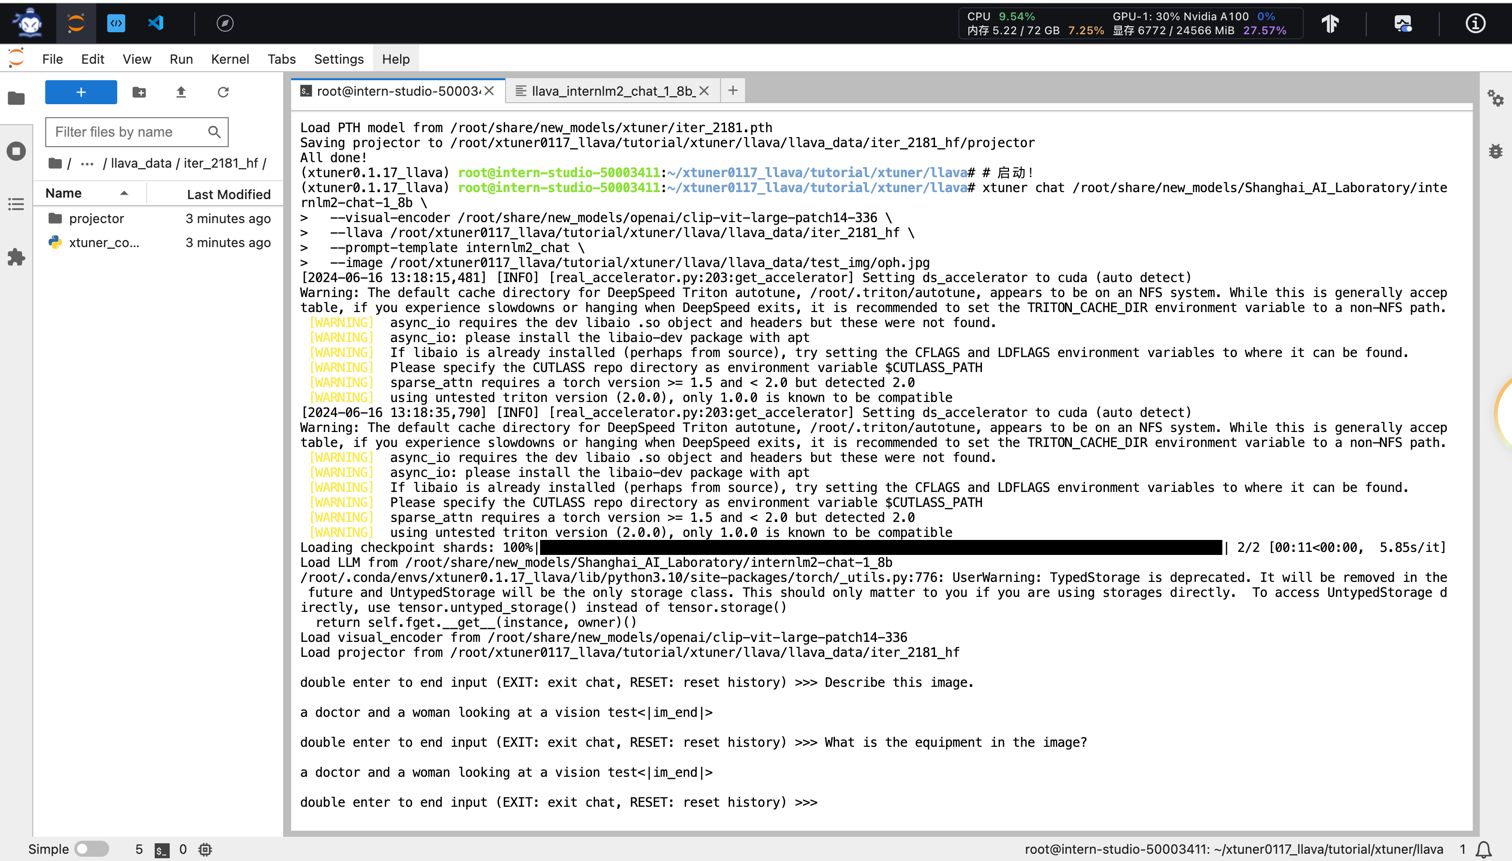 CPU 9.54% GPU-1: 30% Nvidia A100 0%
内存 5.22 / 72 GB 7.25% 显存 6772 / 24566 MiB 27.57%
File Edit View Run Kernel Tabs Settings Help
root@intern-studio-50003
llava_internlm2_chat_1_8b_
Filter files by name
/ ··· / llava_data / iter_2181_hf /
Name Last Modified
projector 3 minutes ago
xtuner_co... 3 minutes ago
Load PTH model from /root/share/new_models/xtuner/iter_2181.pth
Saving projector to /root/xtuner0117_llava/tutorial/xtuner/llava/llava_data/iter_2181_hf/projector
All done!
(xtuner0.1.17_llava) root@intern-studio-50003411:~/xtuner0117_llava/tutorial/xtuner/llava# # 启动!
(xtuner0.1.17_llava) root@intern-studio-50003411:~/xtuner0117_llava/tutorial/xtuner/llava# xtuner chat /root/share/new_models/Shanghai_AI_Laboratory/inte
rnlm2-chat-1_8b \
>   --visual-encoder /root/share/new_models/openai/clip-vit-large-patch14-336 \
>   --llava /root/xtuner0117_llava/tutorial/xtuner/llava/llava_data/iter_2181_hf \
>   --prompt-template internlm2_chat \
>   --image /root/xtuner0117_llava/tutorial/xtuner/llava/llava_data/test_img/oph.jpg
[2024-06-16 13:18:15,481] [INFO] [real_accelerator.py:203:get_accelerator] Setting ds_accelerator to cuda (auto detect)
Warning: The default cache directory for DeepSpeed Triton autotune, /root/.triton/autotune, appears to be on an NFS system. While this is generally accep
table, if you experience slowdowns or hanging when DeepSpeed exits, it is recommended to set the TRITON_CACHE_DIR environment variable to a non-NFS path.
[WARNING]  async_io requires the dev libaio .so object and headers but these were not found.
[WARNING]  async_io: please install the libaio-dev package with apt
[WARNING]  If libaio is already installed (perhaps from source), try setting the CFLAGS and LDFLAGS environment variables to where it can be found.
[WARNING]  Please specify the CUTLASS repo directory as environment variable $CUTLASS_PATH
[WARNING]  sparse_attn requires a torch version >= 1.5 and < 2.0 but detected 2.0
[WARNING]  using untested triton version (2.0.0), only 1.0.0 is known to be compatible
[2024-06-16 13:18:35,790] [INFO] [real_accelerator.py:203:get_accelerator] Setting ds_accelerator to cuda (auto detect)
Warning: The default cache directory for DeepSpeed Triton autotune, /root/.triton/autotune, appears to be on an NFS system. While this is generally accep
table, if you experience slowdowns or hanging when DeepSpeed exits, it is recommended to set the TRITON_CACHE_DIR environment variable to a non-NFS path.
[WARNING]  async_io requires the dev libaio .so object and headers but these were not found.
[WARNING]  async_io: please install the libaio-dev package with apt
[WARNING]  If libaio is already installed (perhaps from source), try setting the CFLAGS and LDFLAGS environment variables to where it can be found.
[WARNING]  Please specify the CUTLASS repo directory as environment variable $CUTLASS_PATH
[WARNING]  sparse_attn requires a torch version >= 1.5 and < 2.0 but detected 2.0
[WARNING]  using untested triton version (2.0.0), only 1.0.0 is known to be compatible
Loading checkpoint shards: 100%| | 2/2 [00:11<00:00,  5.85s/it]
Load LLM from /root/share/new_models/Shanghai_AI_Laboratory/internlm2-chat-1_8b
/root/.conda/envs/xtuner0.1.17_llava/lib/python3.10/site-packages/torch/_utils.py:776: UserWarning: TypedStorage is deprecated. It will be removed in the
future and UntypedStorage will be the only storage class. This should only matter to you if you are using storages directly.  To access UntypedStorage d
irectly, use tensor.untyped_storage() instead of tensor.storage()
return self.fget.__get__(instance, owner)()
Load visual_encoder from /root/share/new_models/openai/clip-vit-large-patch14-336
Load projector from /root/xtuner0117_llava/tutorial/xtuner/llava/llava_data/iter_2181_hf
double enter to end input (EXIT: exit chat, RESET: reset history) >>> Describe this image.
a doctor and a woman looking at a vision test<|im_end|>
double enter to end input (EXIT: exit chat, RESET: reset history) >>> What is the equipment in the image?
a doctor and a woman looking at a vision test<|im_end|>
double enter to end input (EXIT: exit chat, RESET: reset history) >>>
Simple 5 0 root@intern-studio-50003411: ~/xtuner0117_llava/tutorial/xtuner/llava 1